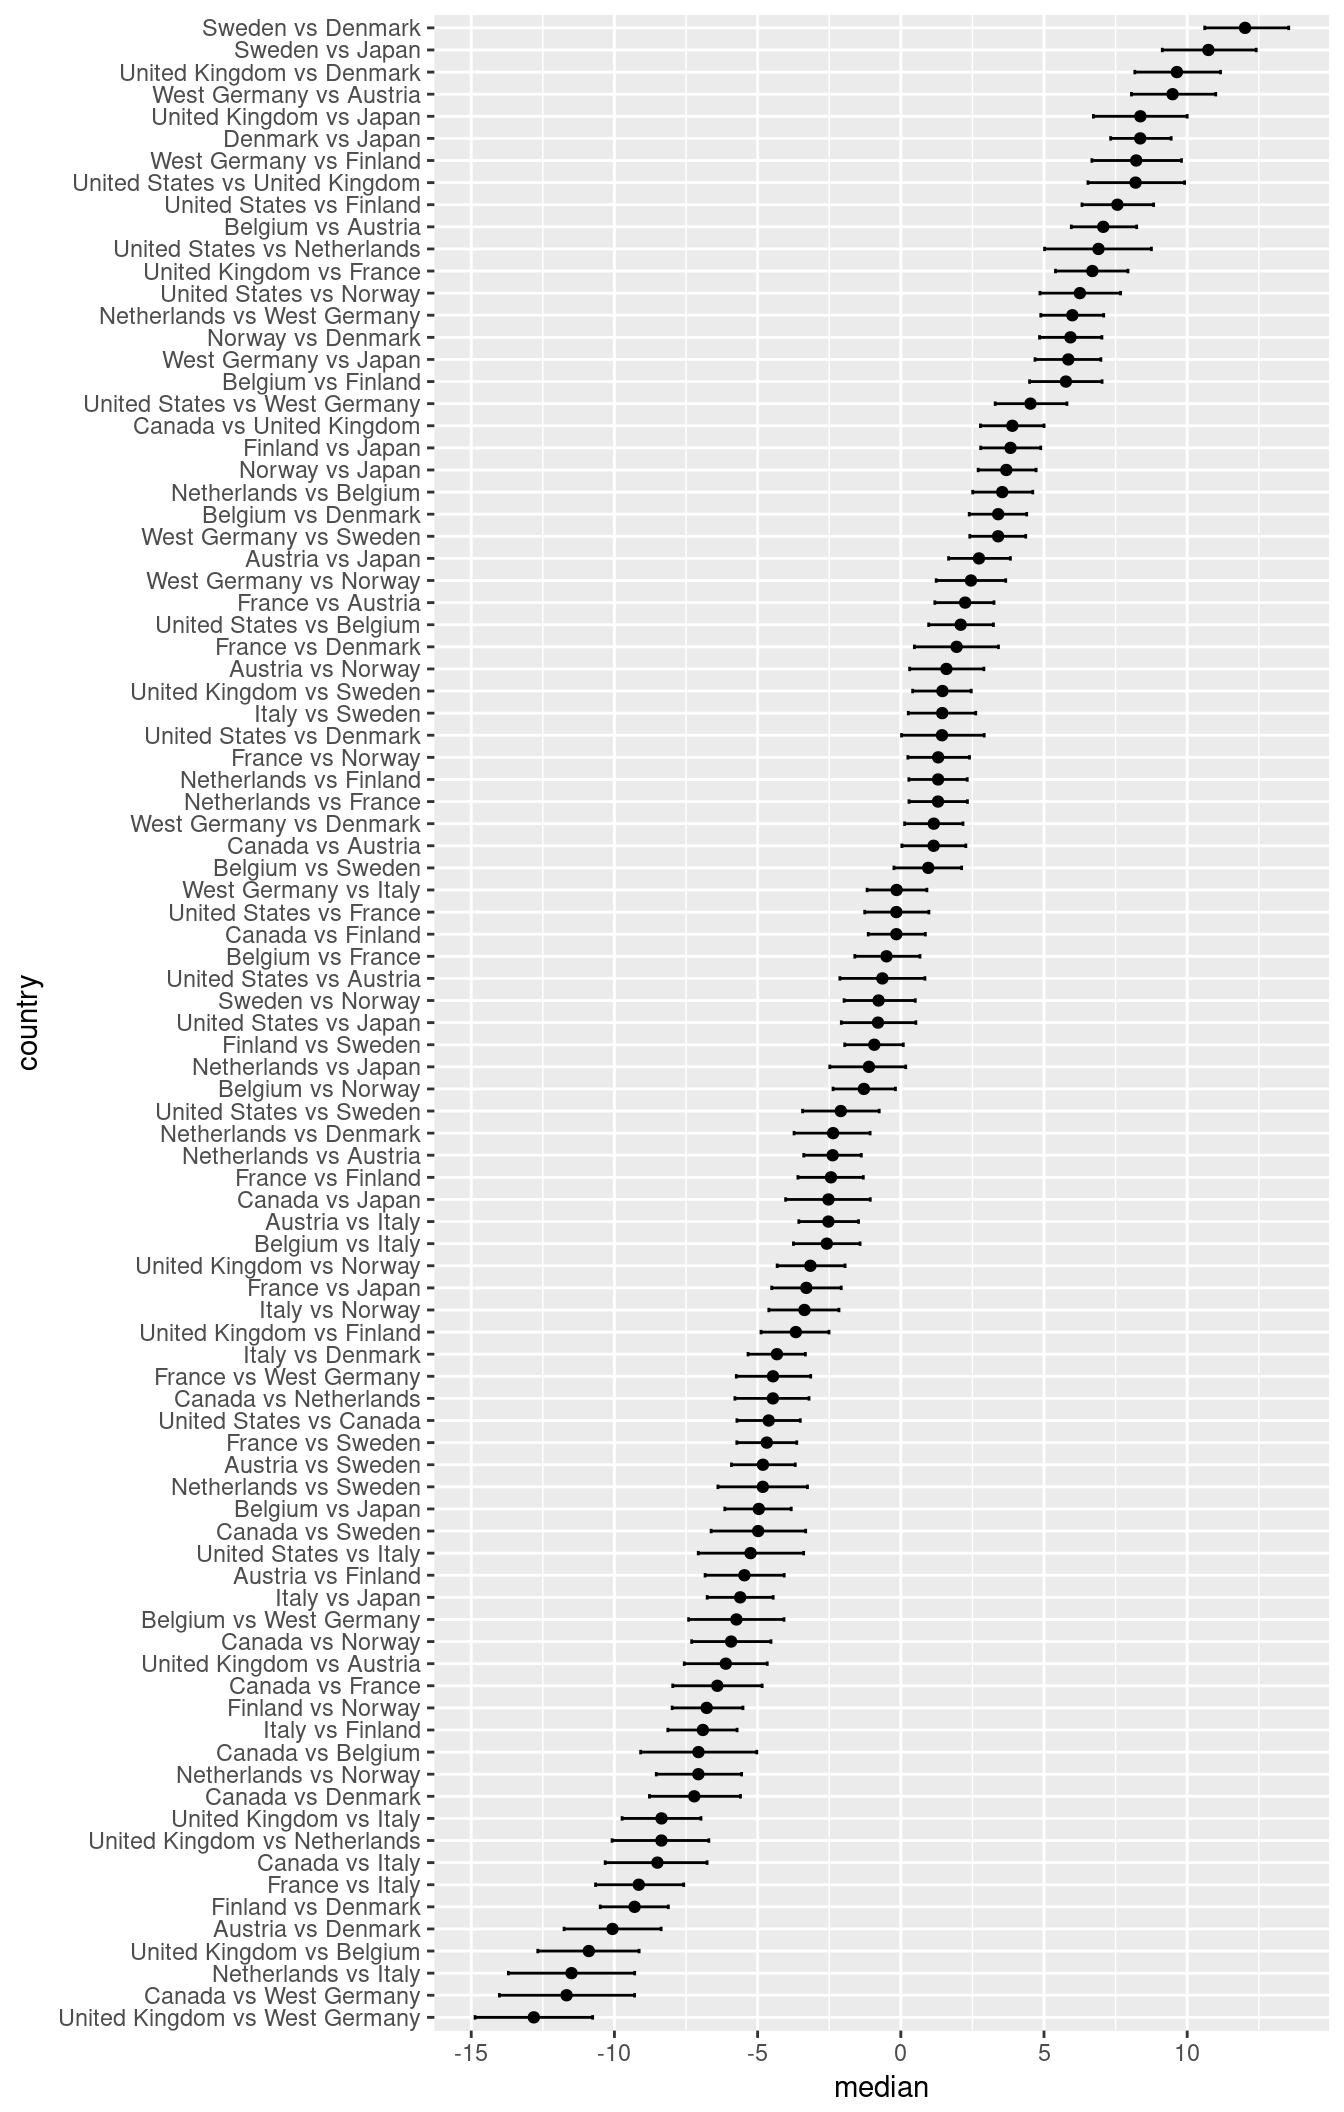 Sweden vs Denmark
Sweden vs Japan
United Kingdom vs Denmark
West Germany vs Austria
United Kingdom vs Japan
Denmark vs Japan
West Germany vs Finland
United States vs United Kingdom
United States vs Finland
Belgium vs Austria
United States vs Netherlands
United Kingdom vs France
United States vs Norway
Netherlands vs West Germany
Norway vs Denmark
West Germany vs Japan
Belgium vs Finland
United States vs West Germany
Canada vs United Kingdom
Finland vs Japan
Norway vs Japan
Netherlands vs Belgium
Belgium vs Denmark
West Germany vs Sweden
Austria vs Japan
West Germany vs Norway
France vs Austria
United States vs Belgium
France vs Denmark
Austria vs Norway
United Kingdom vs Sweden
Italy vs Sweden
United States vs Denmark
France vs Norway
Netherlands vs Finland
Netherlands vs France
West Germany vs Denmark
Canada vs Austria
Belgium vs Sweden
West Germany vs Italy
United States vs France
Canada vs Finland
Belgium vs France
United States vs Austria
Sweden vs Norway
United States vs Japan
Finland vs Sweden
Netherlands vs Japan
Belgium vs Norway
United States vs Sweden
Netherlands vs Denmark
Netherlands vs Austria
France vs Finland
Canada vs Japan
Austria vs Italy
Belgium vs Italy
United Kingdom vs Norway
France vs Japan
Italy vs Norway
United Kingdom vs Finland
Italy vs Denmark
France vs West Germany
Canada vs Netherlands
United States vs Canada
France vs Sweden
Austria vs Sweden
Netherlands vs Sweden
Belgium vs Japan
Canada vs Sweden
United States vs Italy
Austria vs Finland
Italy vs Japan
Belgium vs West Germany
Canada vs Norway
United Kingdom vs Austria
Canada vs France
Finland vs Norway
Italy vs Finland
Canada vs Belgium
Netherlands vs Norway
Canada vs Denmark
United Kingdom vs Italy
United Kingdom vs Netherlands
Canada vs Italy
France vs Italy
Finland vs Denmark
Austria vs Denmark
United Kingdom vs Belgium
Netherlands vs Italy
Canada vs West Germany
United Kingdom vs West Germany
country
-15 -10 -5 0 5 10
median